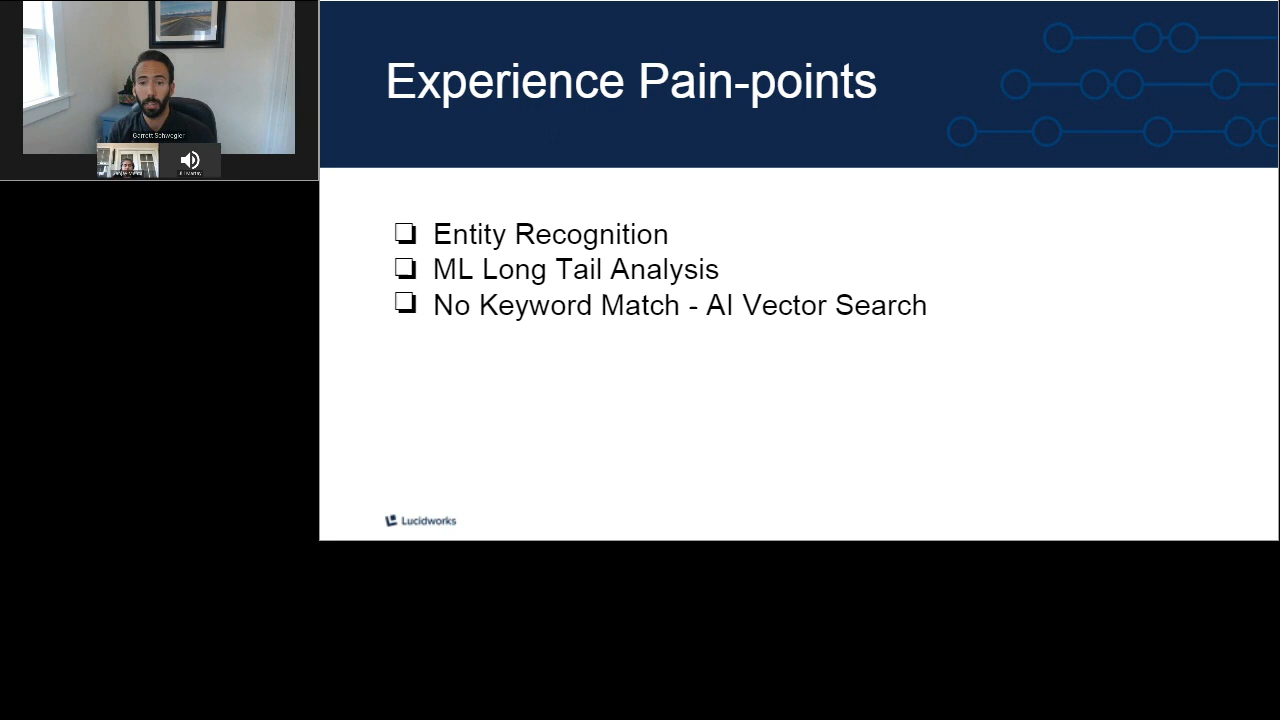 Experience Pain-points
Garrett Schwegler
❏ Entity Recognition
❏ ML Long Tail Analysis
❏ No Keyword Match - AI Vector Search
Lucidworks